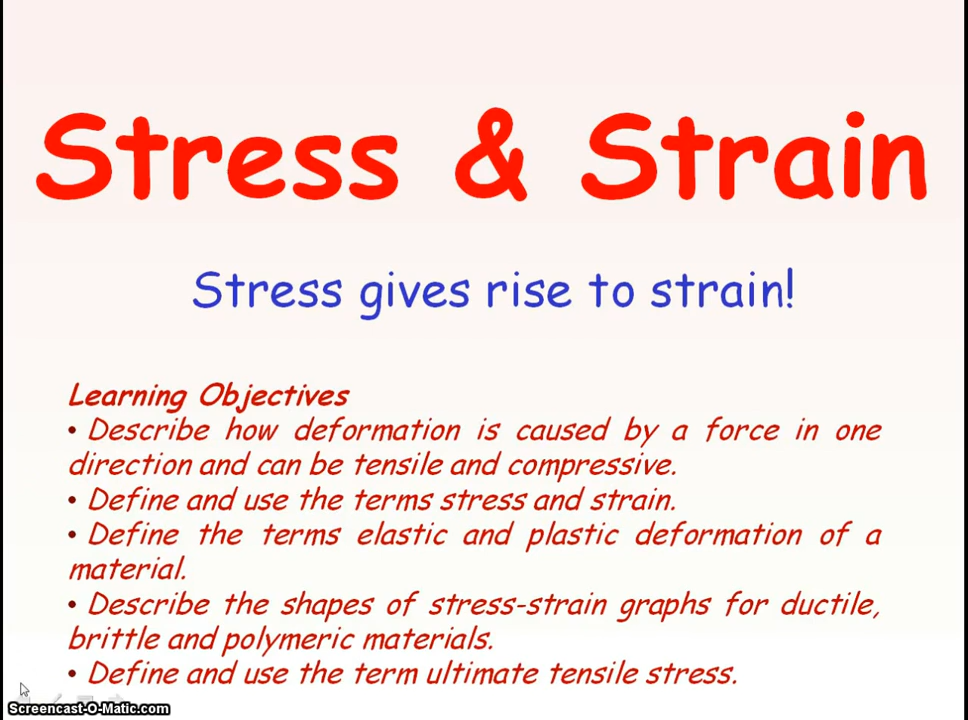 Stress & Strain
Stress gives rise to strain!
Learning Objectives
• Describe how deformation is caused by a force in one
direction and can be tensile and compressive.
• Define and use the terms stress and strain.
• Define the terms elastic and plastic deformation of a
material.
• Describe the shapes of stress-strain graphs for ductile,
brittle and polymeric materials.
• Define and use the term ultimate tensile stress.
Screencast-O-Matic.com